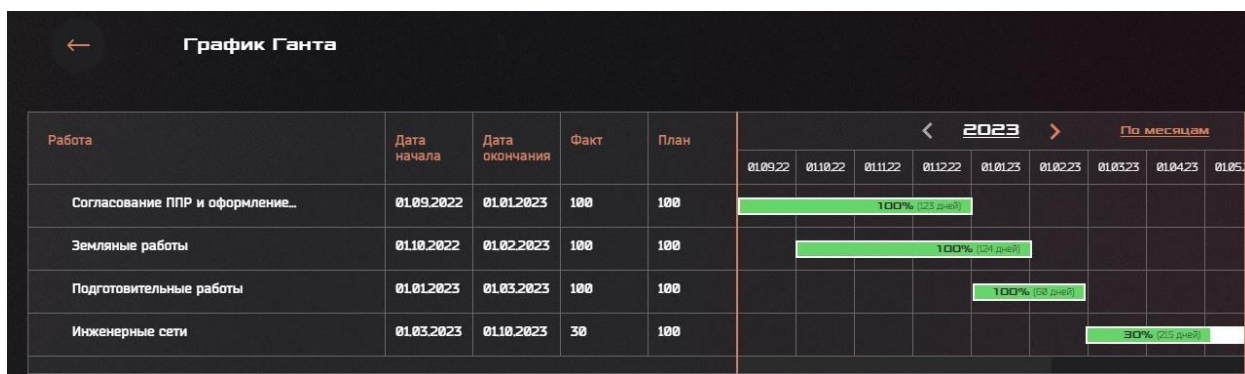 ← График Ганта
Работа
Дата начала
Дата окончания
Факт
План
< 2023 >
По месяцам
01.09.22 01.10.22 01.11.22 01.12.22 01.01.23 01.02.23 01.03.23 01.04.23 01.05.
Согласование ППР и оформление... 01.09.2022 01.01.2023 100 100 100% (123 дней)
Земляные работы 01.10.2022 01.02.2023 100 100 100% (124 дней)
Подготовительные работы 01.01.2023 01.03.2023 100 100 100% (60 дней)
Инженерные сети 01.03.2023 01.10.2023 30 100 30% (215 дней)